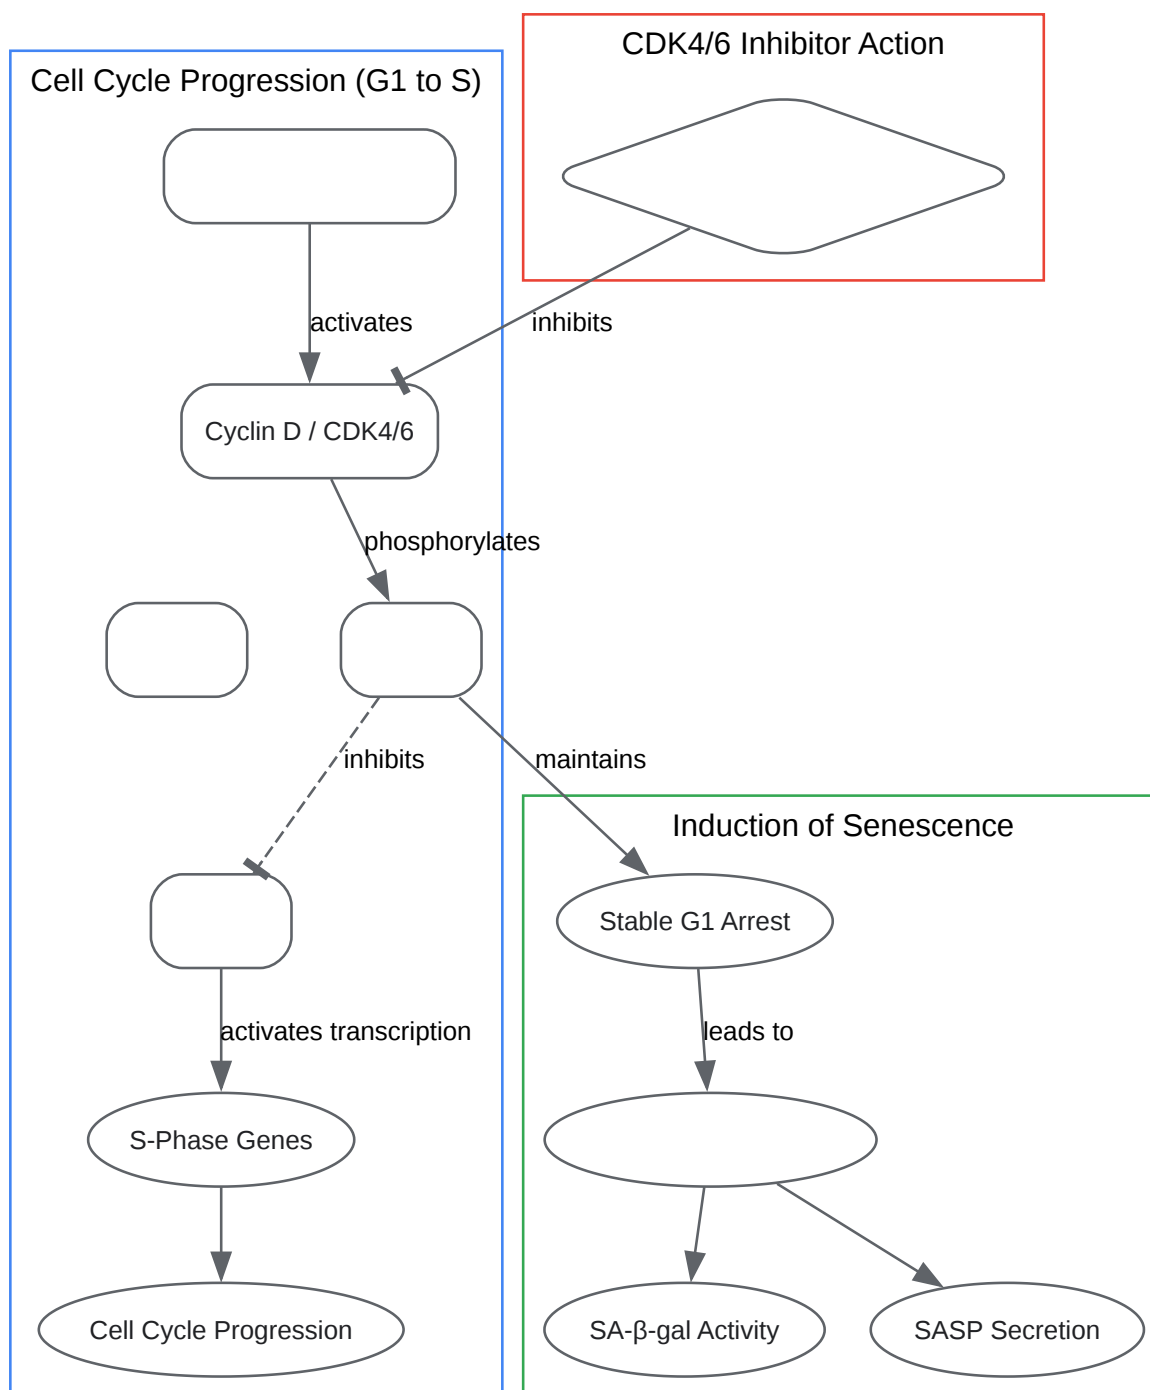 CDK4/6 Inhibitor Action
Cell Cycle Progression (G1 to S)
activates
inhibits
Cyclin D / CDK4/6
phosphorylates
inhibits
maintains
Induction of Senescence
Stable G1 Arrest
activates transcription
leads to
S-Phase Genes
Cell Cycle Progression
SA-β-gal Activity
SASP Secretion